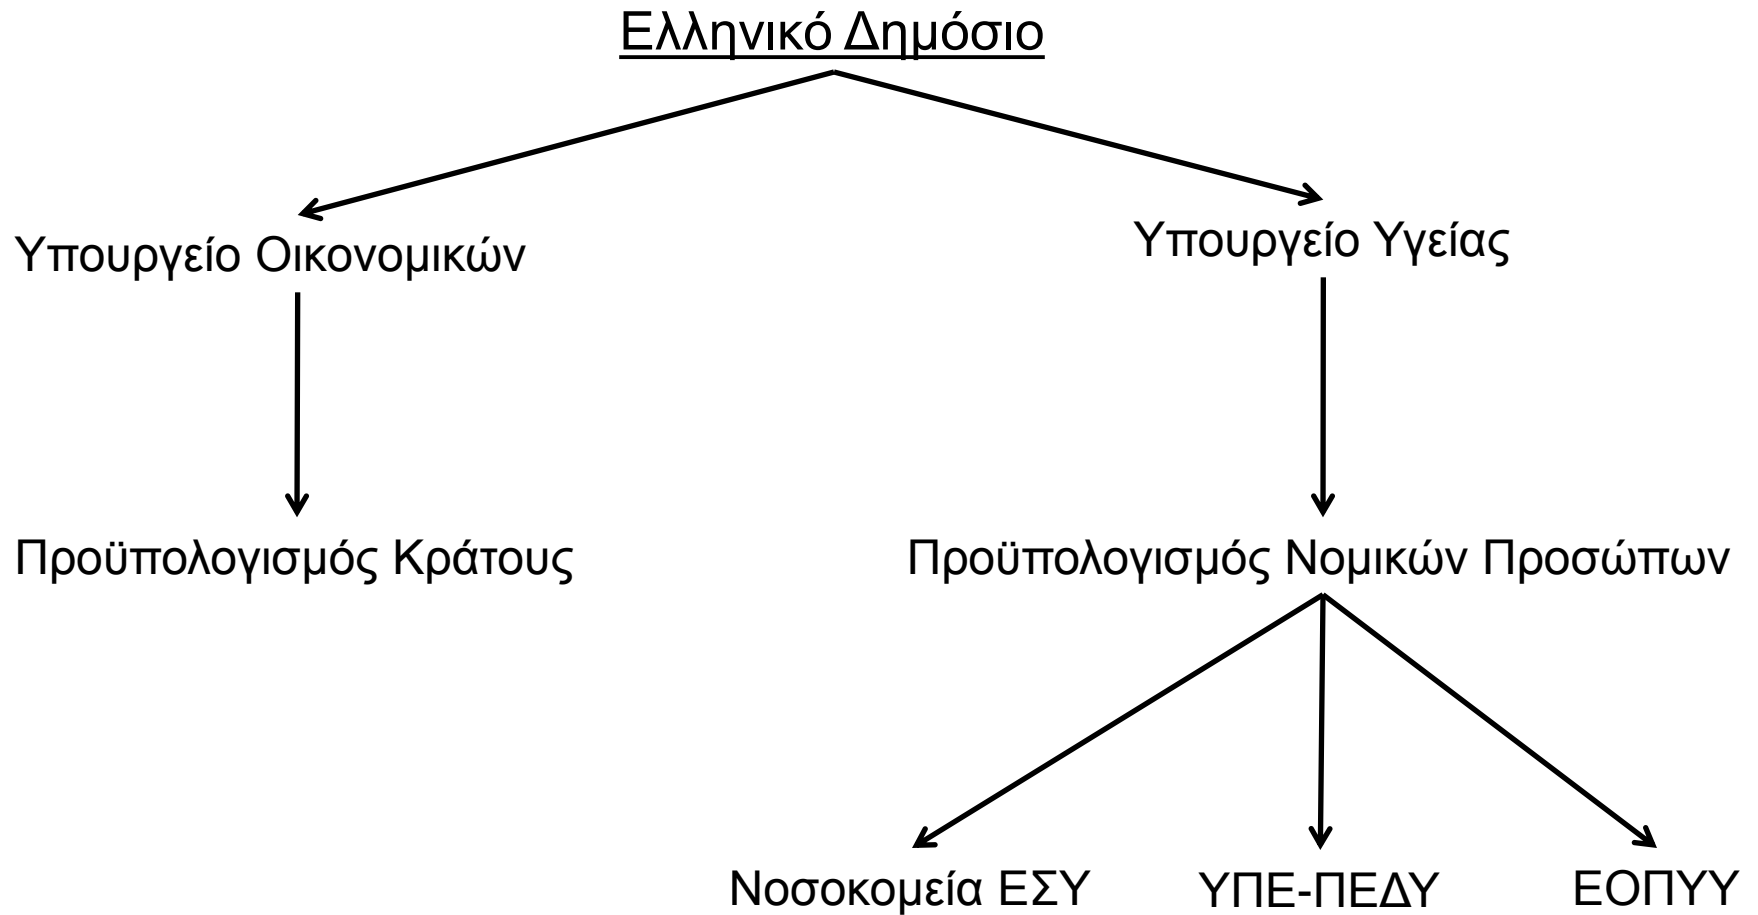 Ελληνικό Δημόσιο
Υπουργείο Οικονομικών
Υπουργείο Υγείας
Προϋπολογισμός Κράτους
Προϋπολογισμός Νομικών Προσώπων
Νοσοκομεία ΕΣΥ
ΥΠΕ-ΠΕΔΥ
ΕΟΠΥΥ